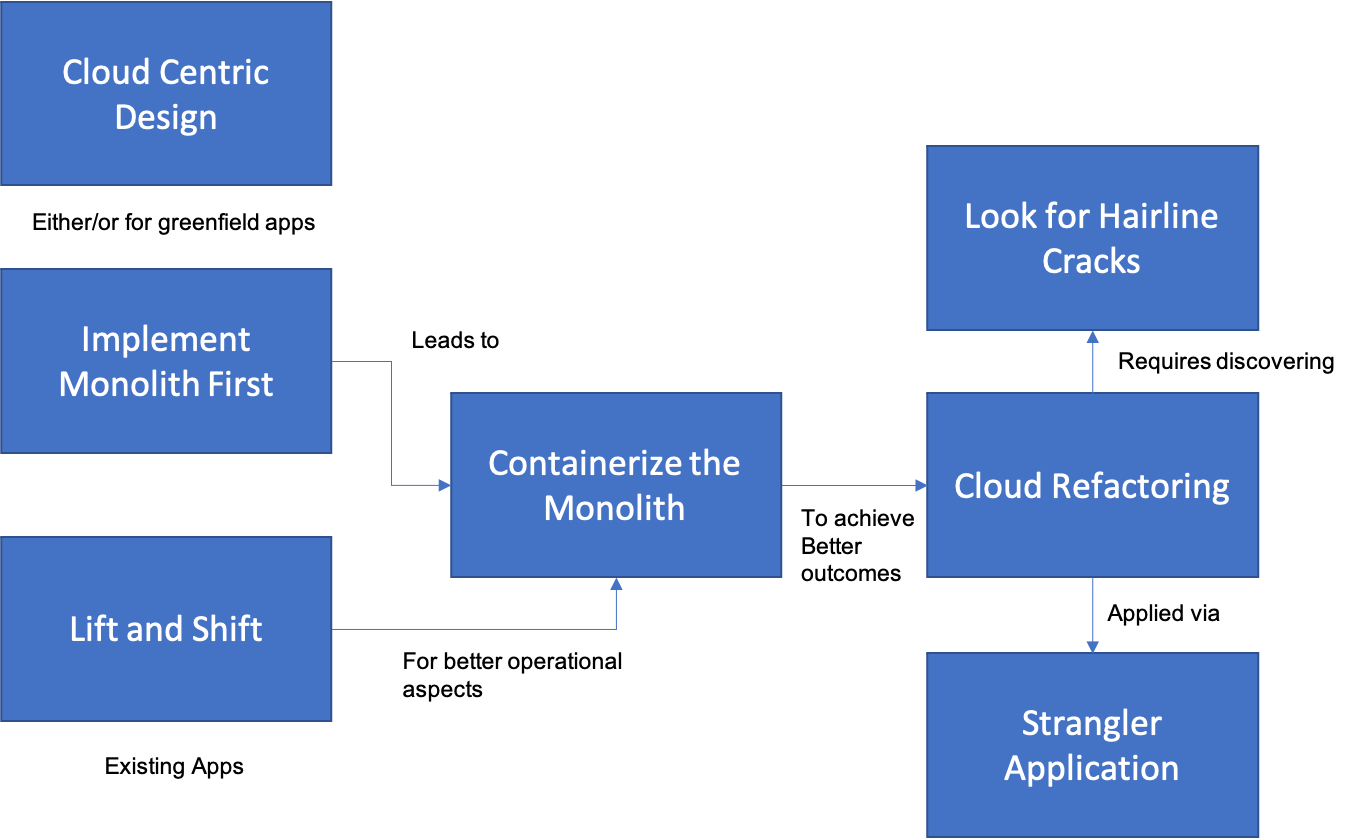 Cloud Centric
Design
Either/or for greenfield apps
Implement
Monolith First
Leads to
Lift and Shift
Existing Apps
For better operational
aspects
Containerize the
Monolith
To achieve
Better
outcomes
Look for Hairline
Cracks
Requires discovering
Cloud Refactoring
Applied via
Strangler
Application